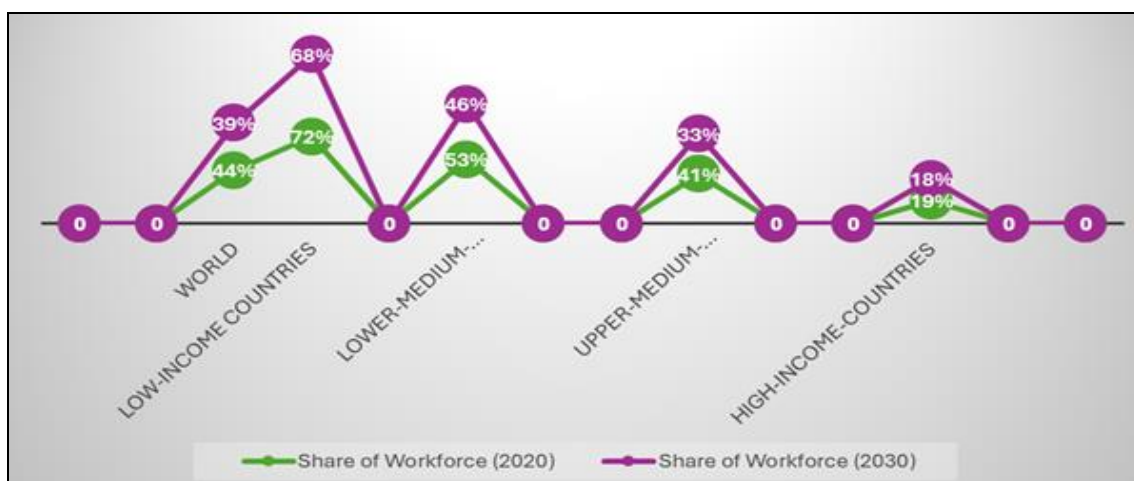 68%
39%
72%
44%
46%
53%
33%
41%
18%
19%
0 0 0 0 0 0 0 0 0
WORLD
LOW-INCOME COUNTRIES
LOWER-MEDIUM-...
UPPER-MEDIUM-...
HIGH-INCOME-COUNTRIES
Share of Workforce (2020) Share of Workforce (2030)